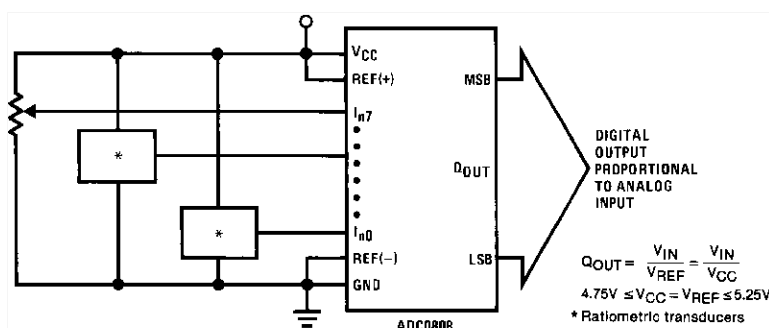 VCC
REF(+)
In7
*
*
In0
REF(−)
GND
MSB
QOUT
LSB
ADC0808
DIGITAL
OUTPUT
PROPORTIONAL
TO ANALOG
INPUT
QOUT = VIN/VREF = VIN/VCC
4.75V ≤ VCC = VREF ≤ 5.25V
* Ratiometric transducers